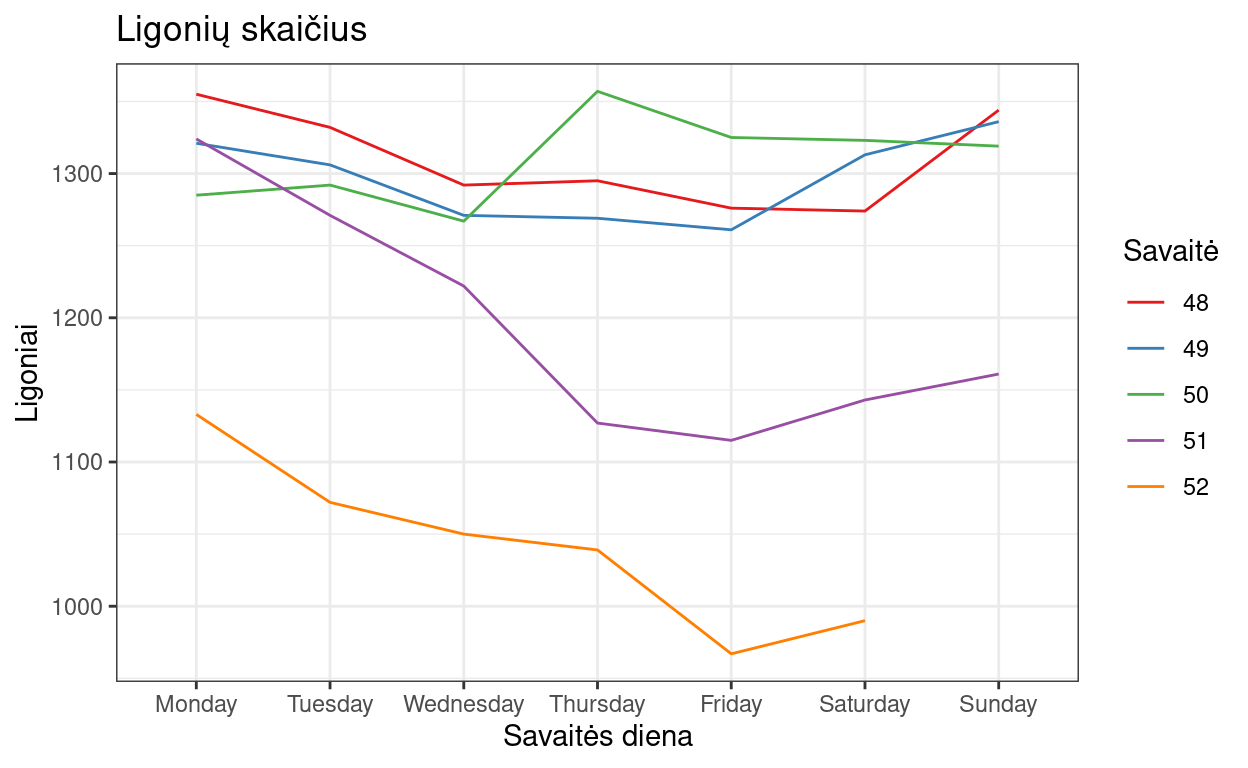 Ligonių skaičius
Ligoniai
1300
1200
1100
1000
Monday Tuesday Wednesday Thursday Friday Saturday Sunday
Savaitės diena
Savaitė
48
49
50
51
52